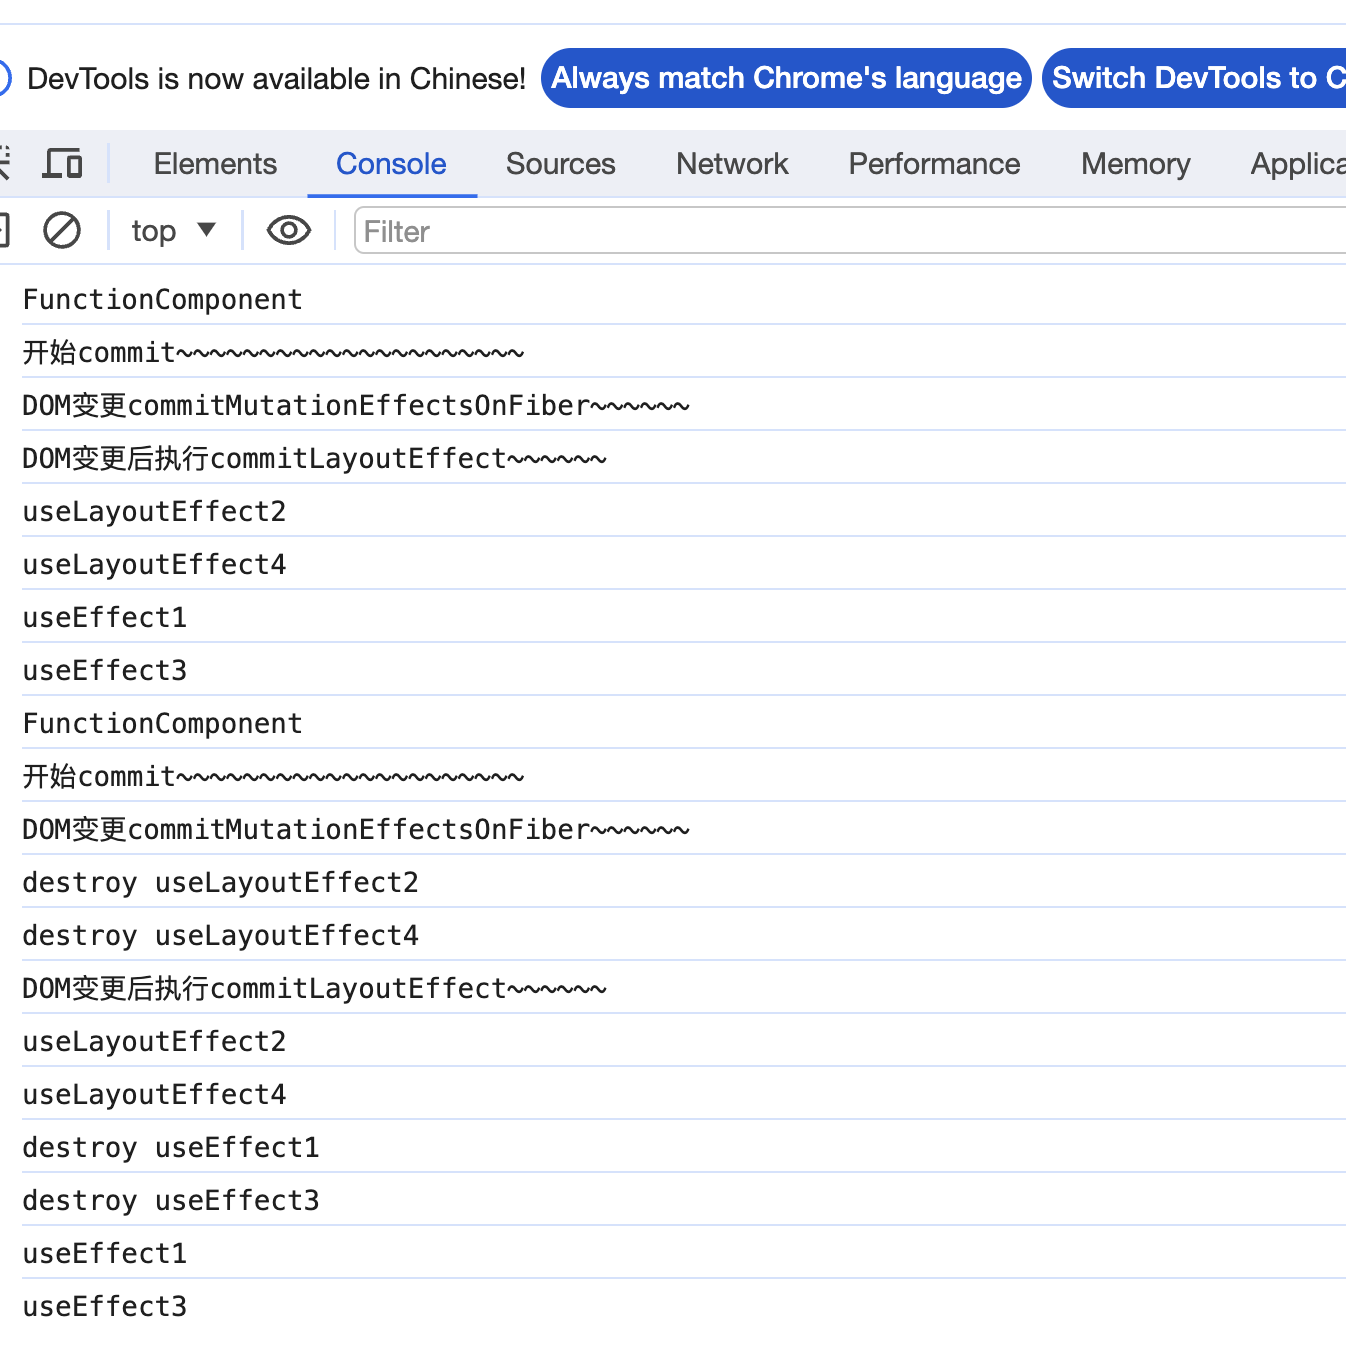 DevTools is now available in Chinese! Always match Chrome's language Switch DevTools to C
Elements Console Sources Network Performance Memory Applica
top Filter
FunctionComponent
开始commit~~~~~~~~~~~~~~~~~~~~~
DOM变更commitMutationEffectsOnFiber~~~~~~
DOM变更后执行commitLayoutEffect~~~~~~
useLayoutEffect2
useLayoutEffect4
useEffect1
useEffect3
FunctionComponent
开始commit~~~~~~~~~~~~~~~~~~~~~
DOM变更commitMutationEffectsOnFiber~~~~~~
destroy useLayoutEffect2
destroy useLayoutEffect4
DOM变更后执行commitLayoutEffect~~~~~~
useLayoutEffect2
useLayoutEffect4
destroy useEffect1
destroy useEffect3
useEffect1
useEffect3